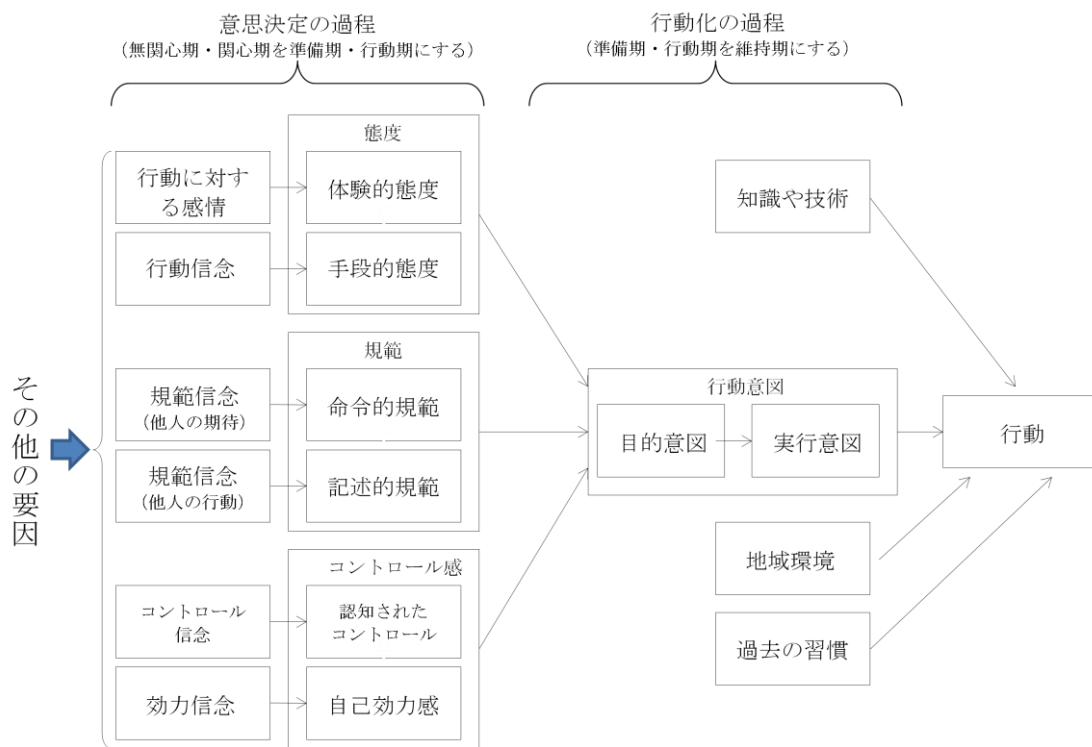 意思決定の過程
（無関心期・関心期を準備期・行動期にする）
行動化の過程
（準備期・行動期を維持期にする）
態度
行動に対す
る感情
体験的態度
行動信念
手段的態度
知識や技術
規範
規範信念
（他人の期待）
命令的規範
規範信念
（他人の行動）
記述的規範
その他の要因
行動意図
目的意図
実行意図
行動
コントロール感
コントロール
信念
認知された
コントロール
効力信念
自己効力感
地域環境
過去の習慣